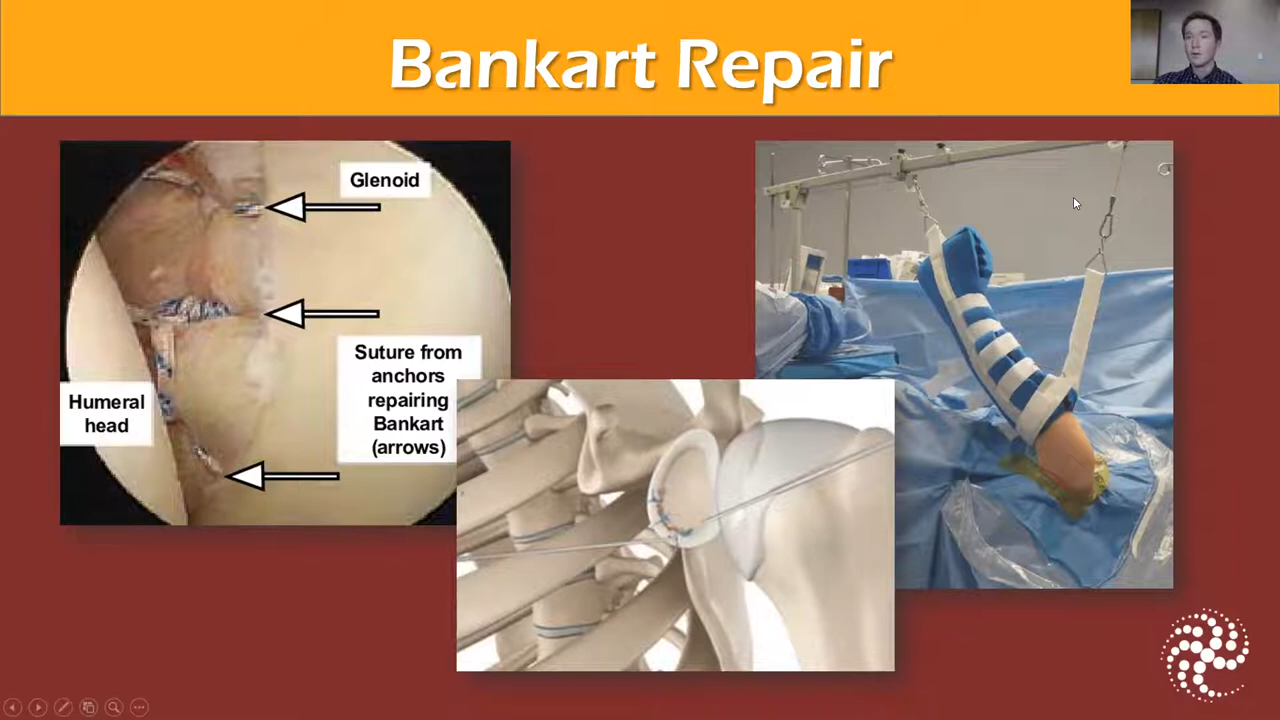 Bankart Repair
Glenoid
Humeral
head
Suture from
anchors
repairing
Bankart
(arrows)